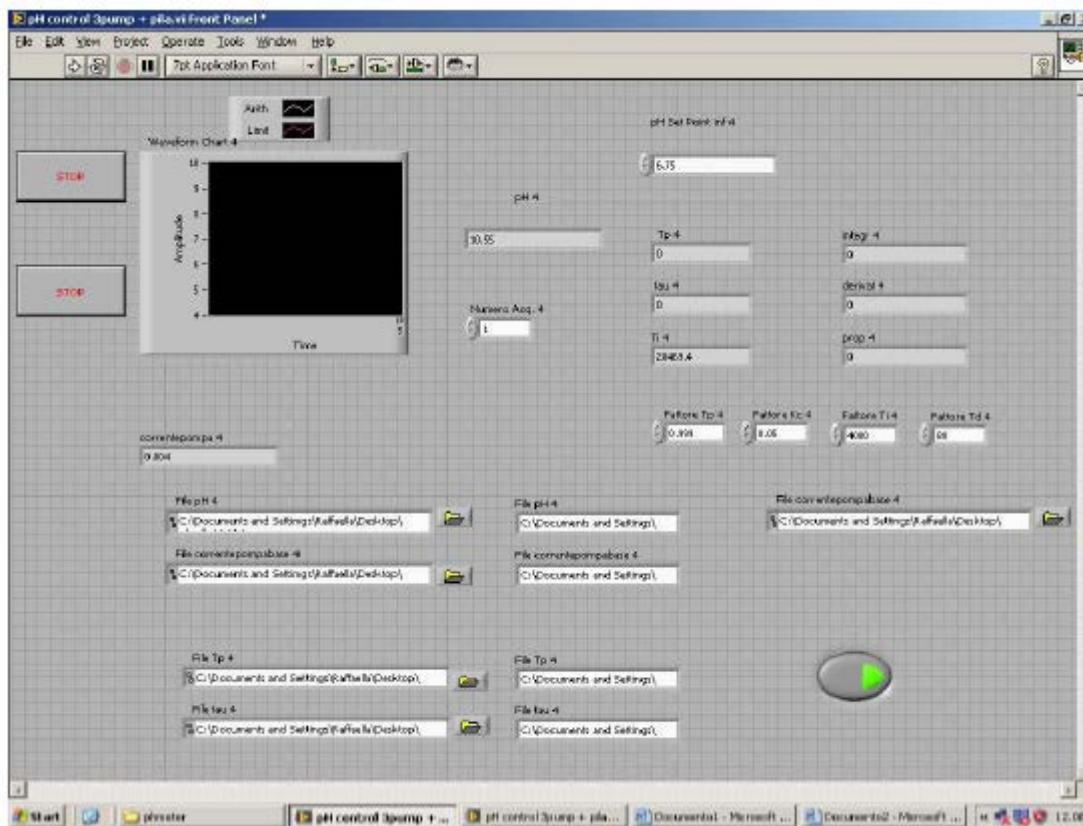 pH control 3pump + pila.vi Front Panel *
File Edit View Project Operate Tools Window Help
7pt Application Font
Limit
Waveform Chart 4
pH Set Point inf 4
STOP
6.75
pH 4
10.55
Amplitude
10
9
8
7
6
5
4
Time
Tp 4
0
integr 4
0
STOP
tau 4
0
derivat 4
0
Numero Acq. 4
1
Ti 4
prop 4
0
Fattore Tp 4
Fattore Kc 4
Fattore Ti 4
Fattore Td 4
0.05
4000
80
correntepompa 4
0.004
File pH 4
C:\Documents and Settings\Raffaella\Desktop\
File pH 4
C:\Documents and Settings\
File correntepompabase 4
C:\Documents and Settings\Raffaella\Desktop\
File correntepompabase 4
C:\Documents and Settings\Raffaella\Desktop\
File correntepompabase 4
C:\Documents and Settings\
File Tp 4
C:\Documents and Settings\Raffaella\Desktop\
File Tp 4
C:\Documents and Settings\
File tau 4
C:\Documents and Settings\Raffaella\Desktop\
File tau 4
C:\Documents and Settings\
Start
pH control 3pump + ...
pH control 3pump + pila...
Documento1 - Microsoft ...
Documento2 - Microsoft ...